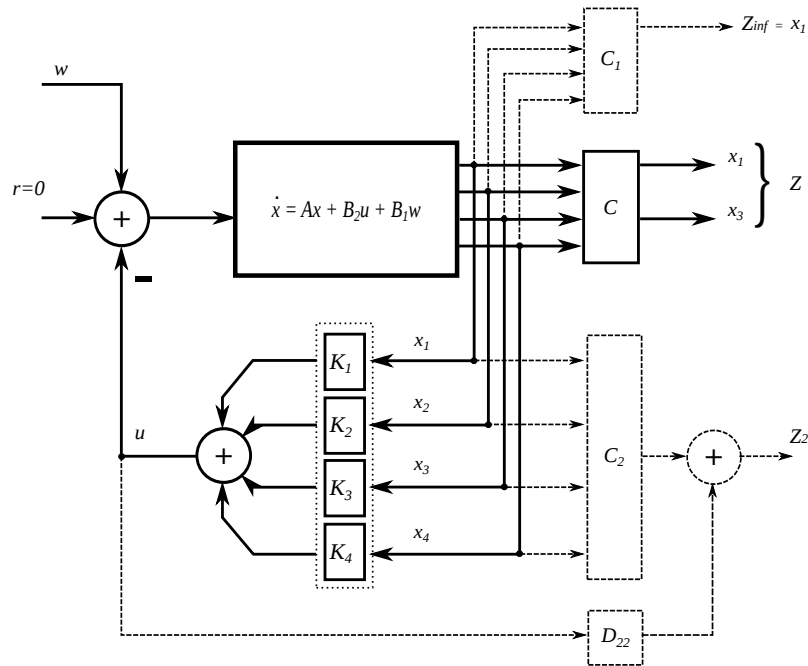 C1
Zinf = x1
w
r=0
+
ẋ = Ax + B2u + B1w
C
x1
x3
}
Z
−
K1
x1
K2
x2
u
+
K3
x3
K4
x4
C2
+
Z2
D22